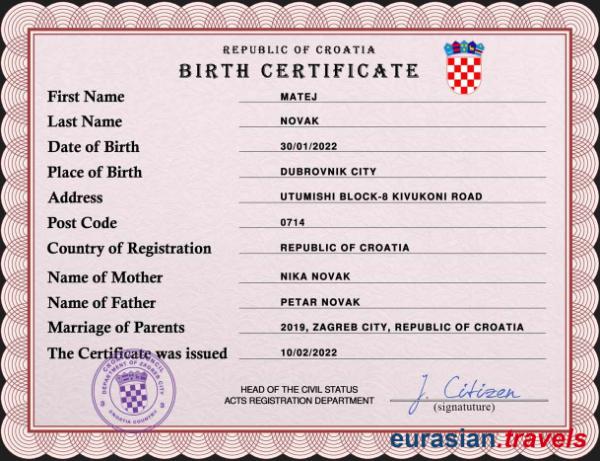 REPUBLIC OF CROATIA
BIRTH CERTIFICATE
First Name MATEJ
Last Name NOVAK
Date of Birth 30/01/2022
Place of Birth DUBROVNIK CITY
Address UTUMISHI BLOCK-8 KIVUKONI ROAD
Post Code 0714
Country of Registration REPUBLIC OF CROATIA
Name of Mother NIKA NOVAK
Name of Father PETAR NOVAK
Marriage of Parents 2019, ZAGREB CITY, REPUBLIC OF CROATIA
The Certificate was issued 10/02/2022
DEPARTMENT OF ZAGREB CITY
CROATIA COUNTRY
HEAD OF THE CIVIL STATUS
ACTS REGISTRATION DEPARTMENT
J. Citizen
(signatuture)
eurasian.travels